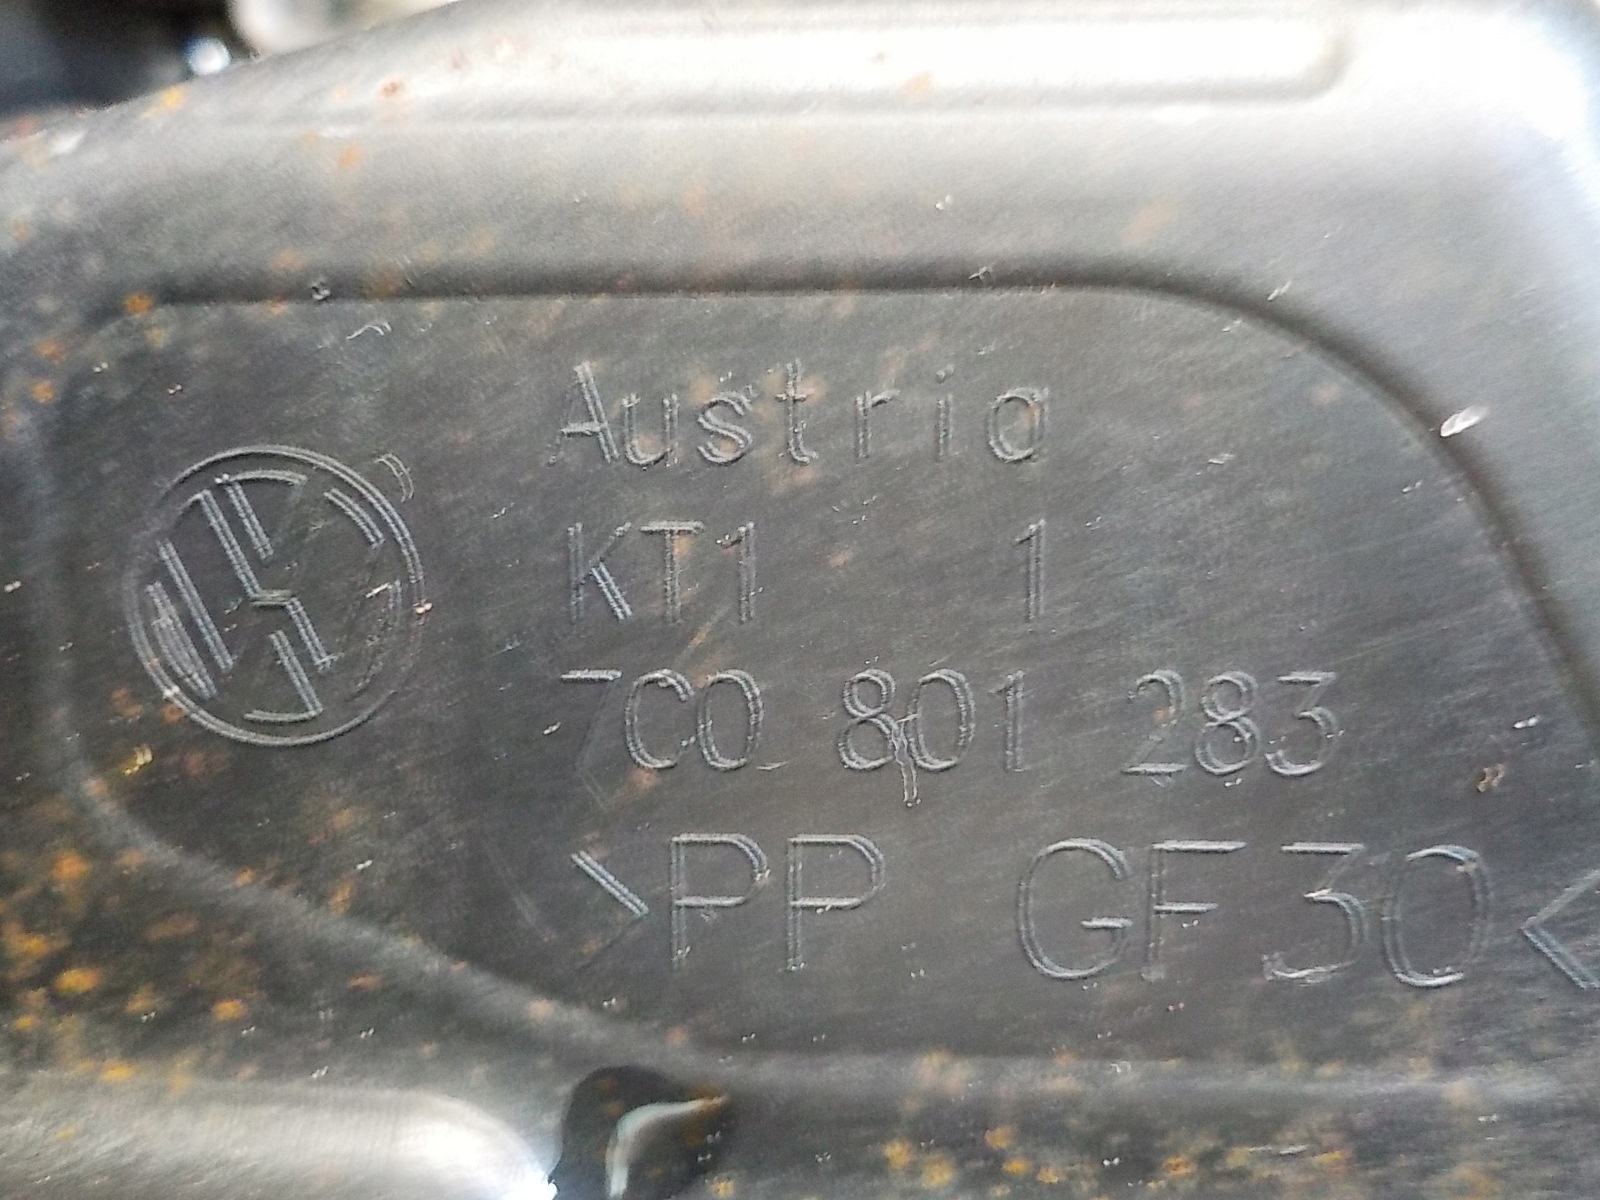 Austria
KT1 1
7C0 801 283
>PP GF30<